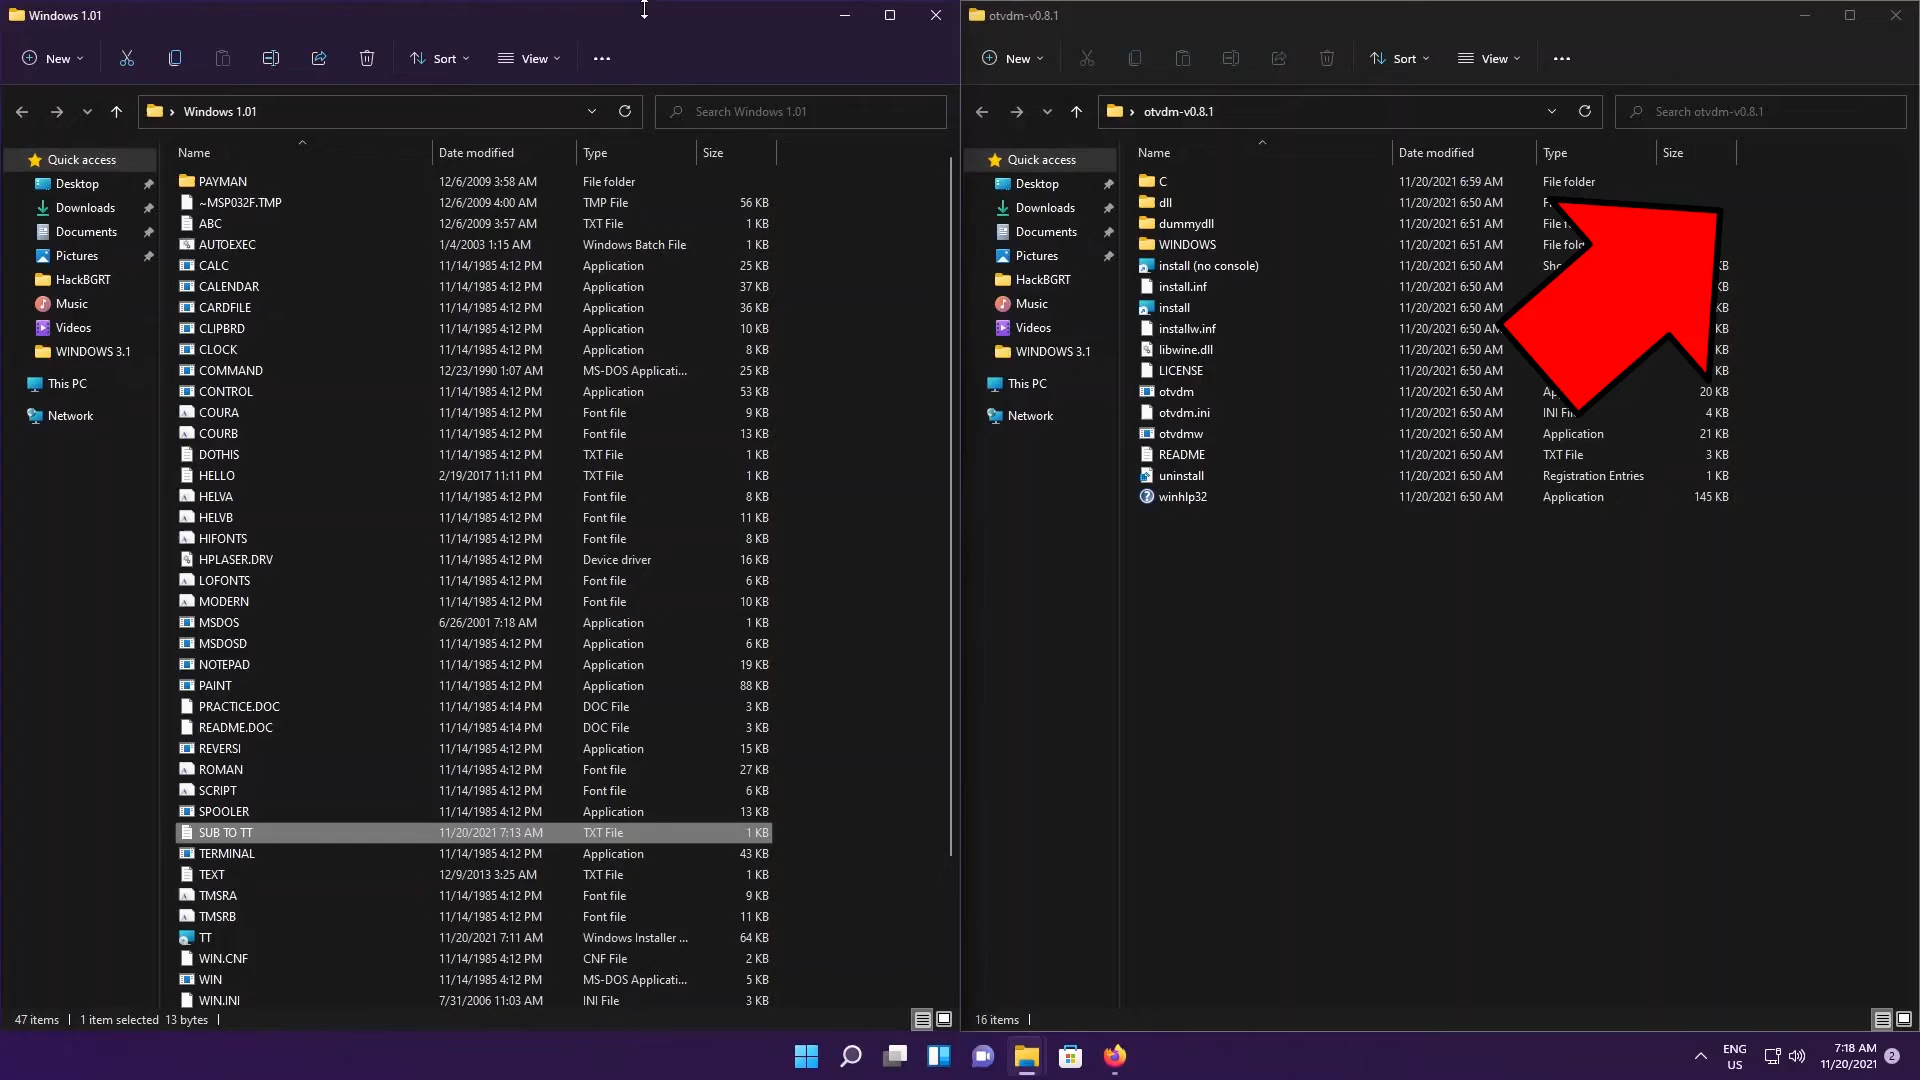 Windows 1.01
New
Sort
View
Windows 1.01
Search Windows 1.01
Quick access
Desktop
Downloads
Documents
Pictures
HackBGRT
Music
Videos
WINDOWS 3.1
This PC
Network
Name Date modified Type Size
PAYMAN 12/6/2009 3:58 AM File folder
~MSP032F.TMP 12/6/2009 4:00 AM TMP File 56 KB
ABC 12/6/2009 3:57 AM TXT File 1 KB
AUTOEXEC 1/4/2003 1:15 AM Windows Batch File 1 KB
CALC 11/14/1985 4:12 PM Application 25 KB
CALENDAR 11/14/1985 4:12 PM Application 37 KB
CARDFILE 11/14/1985 4:12 PM Application 36 KB
CLIPBRD 11/14/1985 4:12 PM Application 10 KB
CLOCK 11/14/1985 4:12 PM Application 8 KB
COMMAND 12/23/1990 1:07 AM MS-DOS Applicati... 25 KB
CONTROL 11/14/1985 4:12 PM Application 53 KB
COURA 11/14/1985 4:12 PM Font file 9 KB
COURB 11/14/1985 4:12 PM Font file 13 KB
DOTHIS 11/14/1985 4:12 PM TXT File 1 KB
HELLO 2/19/2017 11:11 PM TXT File 1 KB
HELVA 11/14/1985 4:12 PM Font file 8 KB
HELVB 11/14/1985 4:12 PM Font file 11 KB
HIFONTS 11/14/1985 4:12 PM Font file 8 KB
HPLASER.DRV 11/14/1985 4:12 PM Device driver 16 KB
LOFONTS 11/14/1985 4:12 PM Font file 6 KB
MODERN 11/14/1985 4:12 PM Font file 10 KB
MSDOS 6/26/2001 7:18 AM Application 1 KB
MSDOSD 11/14/1985 4:12 PM Application 6 KB
NOTEPAD 11/14/1985 4:12 PM Application 19 KB
PAINT 11/14/1985 4:12 PM Application 88 KB
PRACTICE.DOC 11/14/1985 4:14 PM DOC File 3 KB
README.DOC 11/14/1985 4:14 PM DOC File 3 KB
REVERSI 11/14/1985 4:12 PM Application 15 KB
ROMAN 11/14/1985 4:12 PM Font file 27 KB
SCRIPT 11/14/1985 4:12 PM Font file 6 KB
SPOOLER 11/14/1985 4:12 PM Application 13 KB
SUB TO TT 11/20/2021 7:13 AM TXT File 1 KB
TERMINAL 11/14/1985 4:12 PM Application 43 KB
TEXT 12/9/2013 3:25 AM TXT File 1 KB
TMSRA 11/14/1985 4:12 PM Font file 9 KB
TMSRB 11/14/1985 4:12 PM Font file 11 KB
TT 11/20/2021 7:11 AM Windows Installer ... 64 KB
WIN.CNF 11/14/1985 4:12 PM CNF File 2 KB
WIN 11/14/1985 4:12 PM MS-DOS Applicati... 5 KB
WIN.INI 7/31/2006 11:03 AM INI File 3 KB
47 items 1 item selected 13 bytes
otvdm-v0.8.1
New
Sort
View
otvdm-v0.8.1
Search otvdm-v0.8.1
Quick access
Desktop
Downloads
Documents
Pictures
HackBGRT
Music
Videos
WINDOWS 3.1
This PC
Network
Name Date modified Type Size
C 11/20/2021 6:59 AM File folder
dll 11/20/2021 6:50 AM
dummydll 11/20/2021 6:51 AM File
WINDOWS 11/20/2021 6:51 AM File fol
install (no console) 11/20/2021 6:50 AM KB
install.inf 11/20/2021 6:50 AM KB
install 11/20/2021 6:50 AM KB
installw.inf 11/20/2021 6:50 AM KB
libwine.dll 11/20/2021 6:50 AM KB
LICENSE 11/20/2021 6:50 AM KB
otvdm 11/20/2021 6:50 AM 20 KB
otvdm.ini 11/20/2021 6:50 AM INI 4 KB
otvdmw 11/20/2021 6:50 AM Application 21 KB
README 11/20/2021 6:50 AM TXT File 3 KB
uninstall 11/20/2021 6:50 AM Registration Entries 1 KB
winhlp32 11/20/2021 6:50 AM Application 145 KB
16 items
ENG
US
7:18 AM
11/20/2021
2